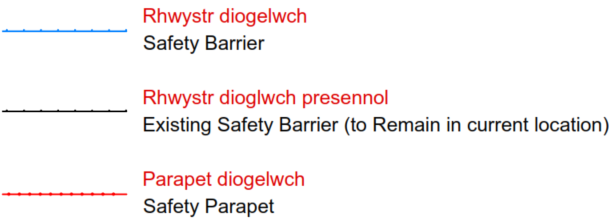 Rhwystr diogelwch
Safety Barrier
Rhwystr dioglwch presennol
Existing Safety Barrier (to Remain in current location)
Parapet diogelwch
Safety Parapet